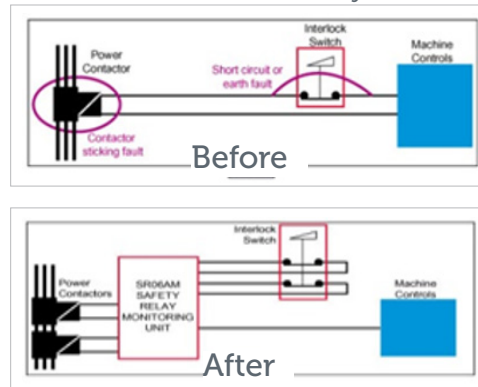 Interlock
Switch
Power
Contactor
Machine
Controls
Short circuit or
earth fault
Contactor
sticking fault
Before
Interlock
Switch
Power
Contactors
SR06AM
SAFETY
RELAY
MONITORING
UNIT
Machine
Controls
After